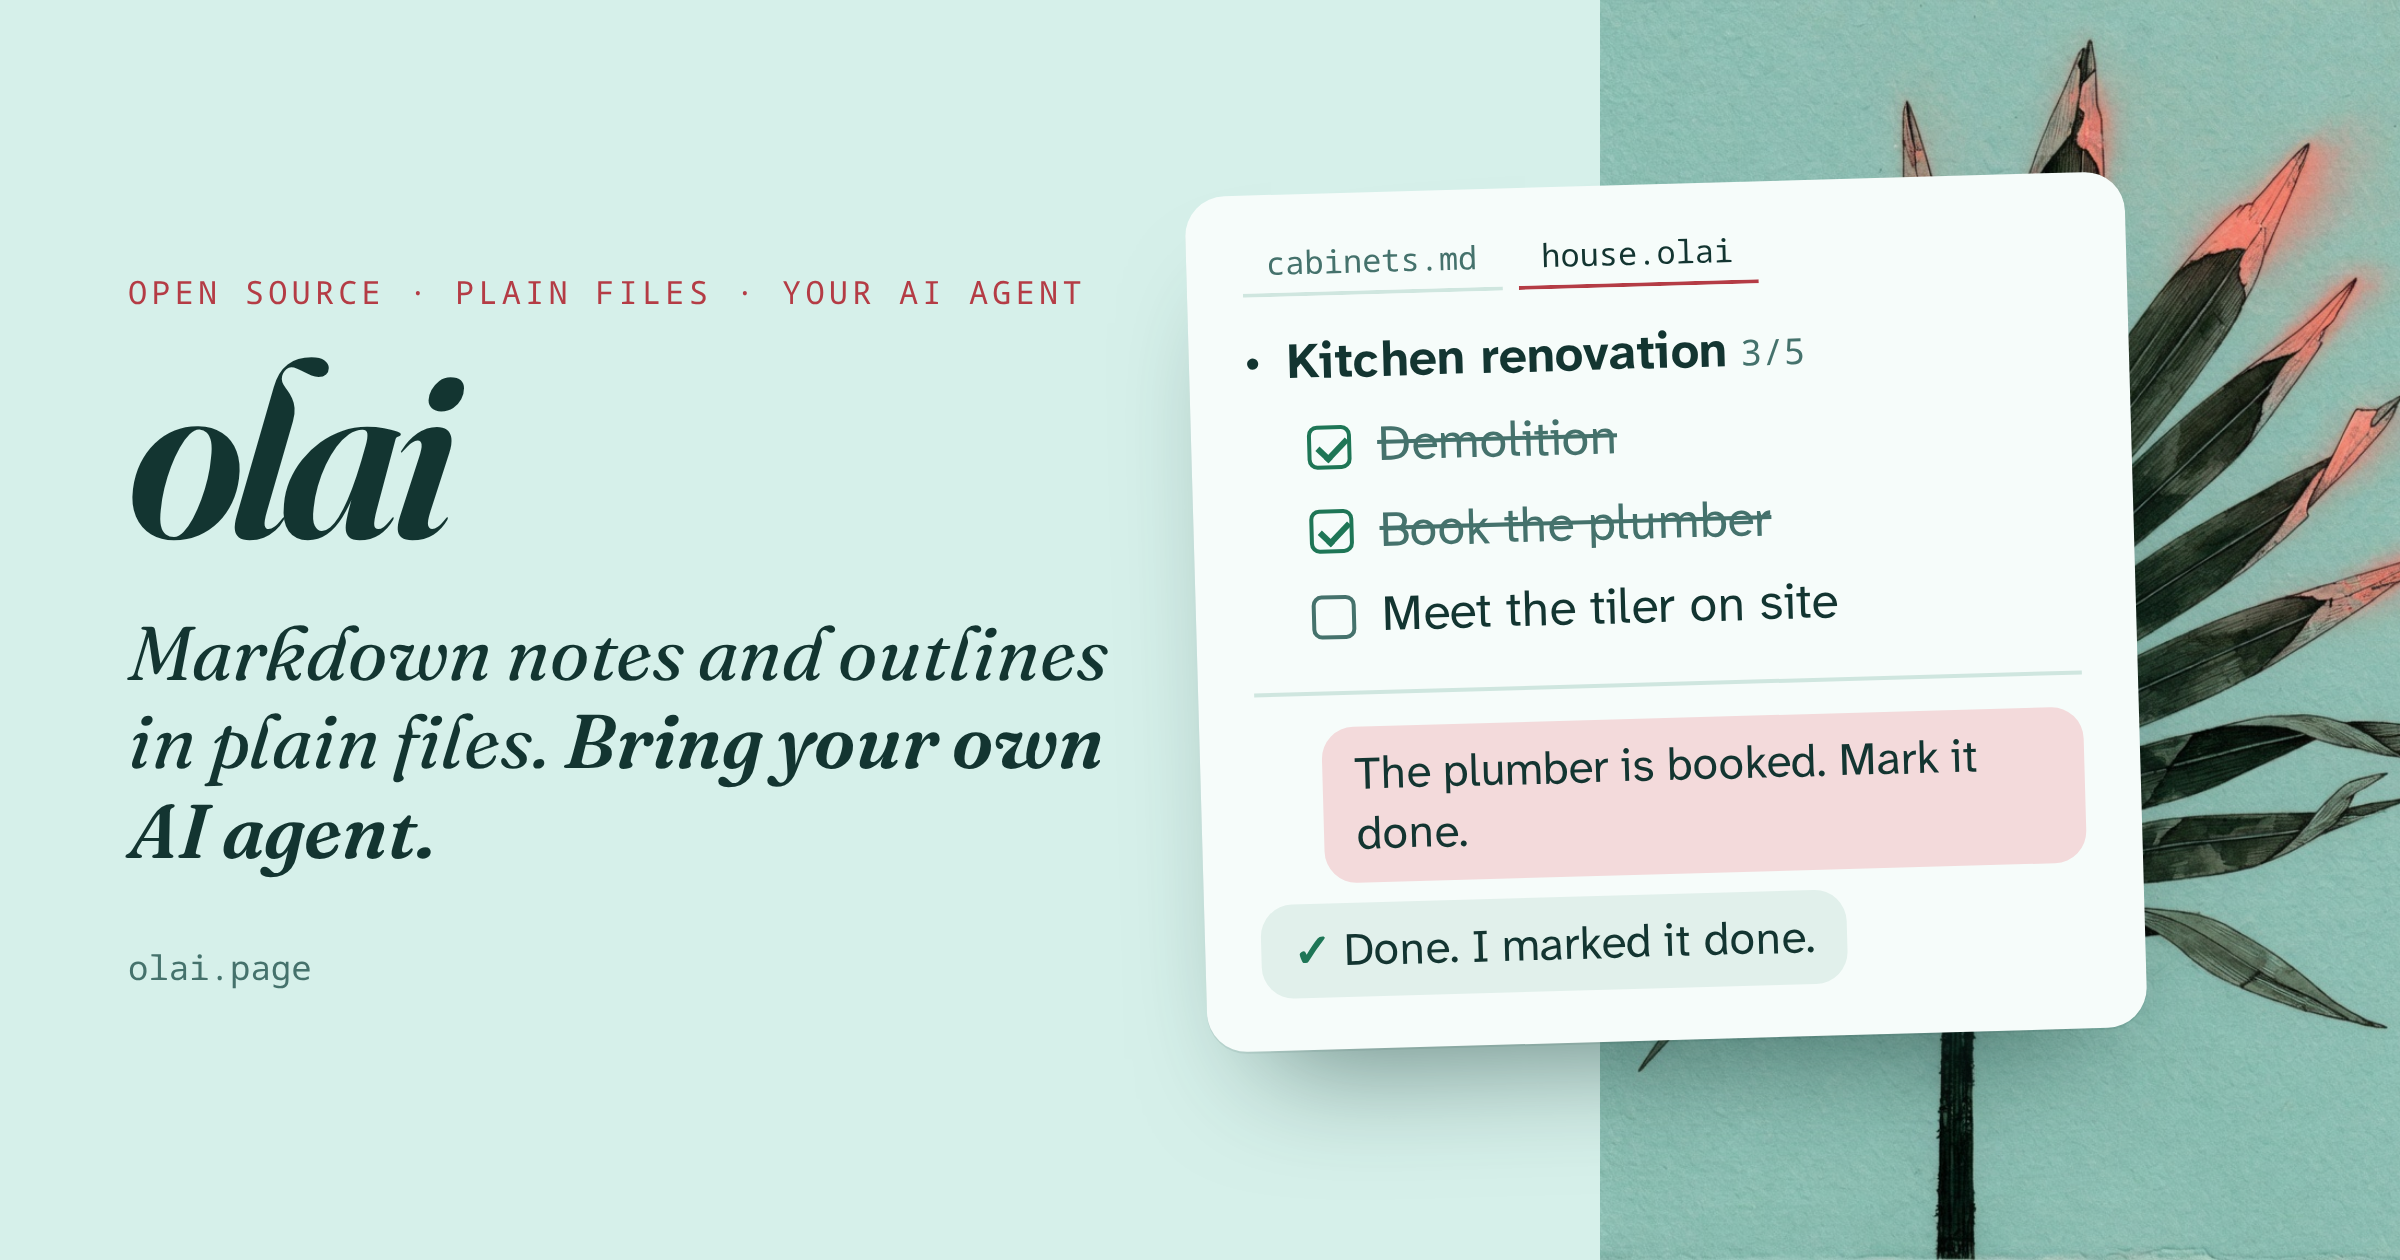 OPEN SOURCE · PLAIN FILES · YOUR AI AGENT
olai
Markdown notes and outlines
in plain files. Bring your own
AI agent.
olai.page
cabinets.md house.olai
• Kitchen renovation 3/5
Demolition
Book the plumber
Meet the tiler on site
The plumber is booked. Mark it
done.
✓ Done. I marked it done.